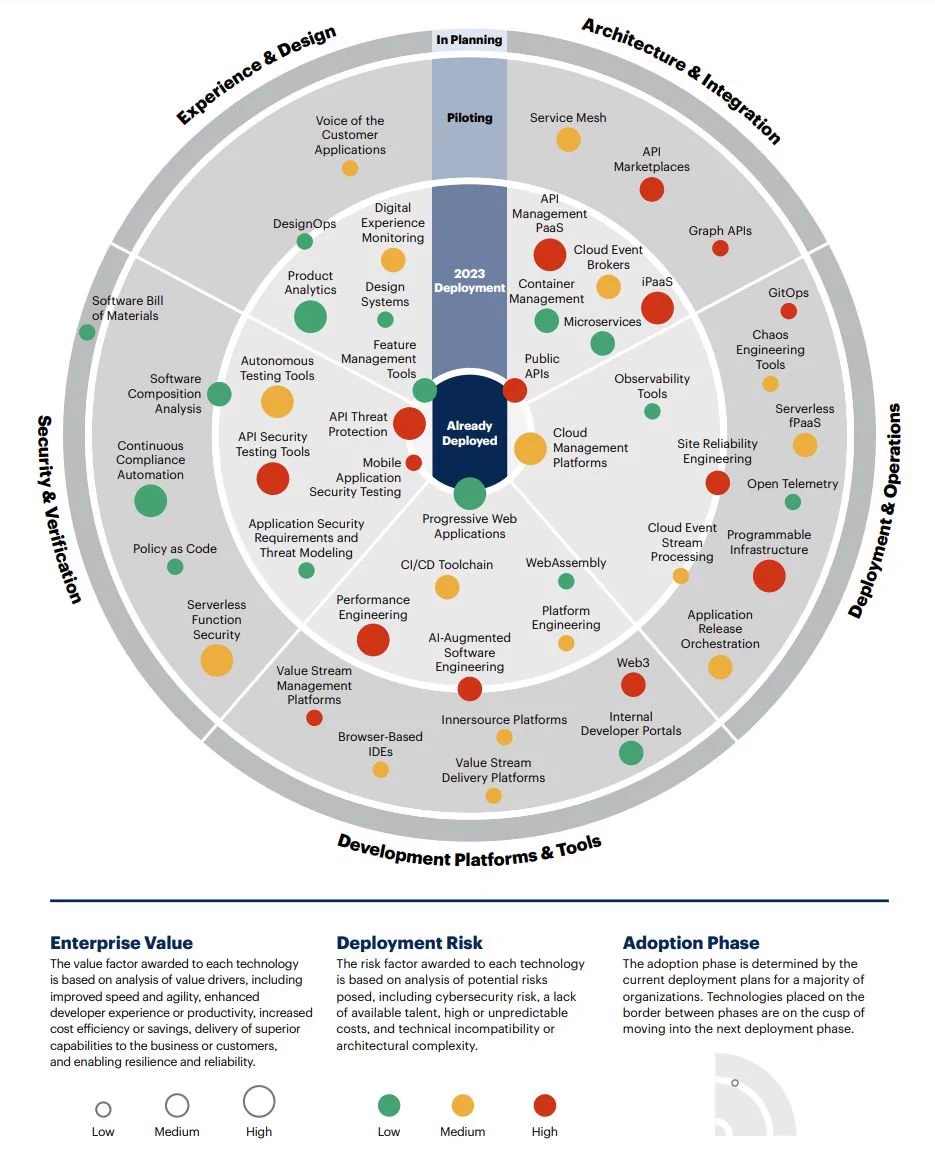 Experience & Design
In Planning
Architecture & Integration
Piloting
Voice of the
Customer
Applications
Service Mesh
API
Marketplaces
Graph APIs
DesignOps
Digital
Experience
Monitoring
Product
Analytics
Design
Systems
Feature
Management
Tools
2023
Deployment
API
Management
PaaS
Cloud Event
Brokers
iPaaS
Container
Management
Microservices
Public
APIs
Software Bill
of Materials
Software
Composition
Analysis
Autonomous
Testing Tools
API Threat
Protection
Already
Deployed
Continuous
Compliance
Automation
API Security
Testing Tools
Mobile
Application
Security Testing
Policy as Code
Application Security
Requirements and
Threat Modeling
Serverless
Function
Security
Security & Verification
GitOps
Chaos
Engineering
Tools
Observability
Tools
Serverless
fPaaS
Cloud
Management
Platforms
Site Reliability
Engineering
Open Telemetry
Cloud Event
Stream
Processing
Programmable
Infrastructure
Application
Release
Orchestration
Deployment & Operations
Progressive Web
Applications
CI/CD Toolchain
WebAssembly
Performance
Engineering
Platform
Engineering
AI-Augmented
Software
Engineering
Value Stream
Management
Platforms
Web3
Innersource Platforms
Internal
Developer Portals
Browser-Based
IDEs
Value Stream
Delivery Platforms
Development Platforms & Tools
Enterprise Value
The value factor awarded to each technology
is based on analysis of value drivers, including
improved speed and agility, enhanced
developer experience or productivity, increased
cost efficiency or savings, delivery of superior
capabilities to the business or customers,
and enabling resilience and reliability.
Low
Medium
High
Deployment Risk
The risk factor awarded to each technology
is based on analysis of potential risks
posed, including cybersecurity risk, a lack
of available talent, high or unpredictable
costs, and technical incompatibility or
architectural complexity.
Low
Medium
High
Adoption Phase
The adoption phase is determined by the
current deployment plans for a majority of
organizations. Technologies placed on the
border between phases are on the cusp of
moving into the next deployment phase.